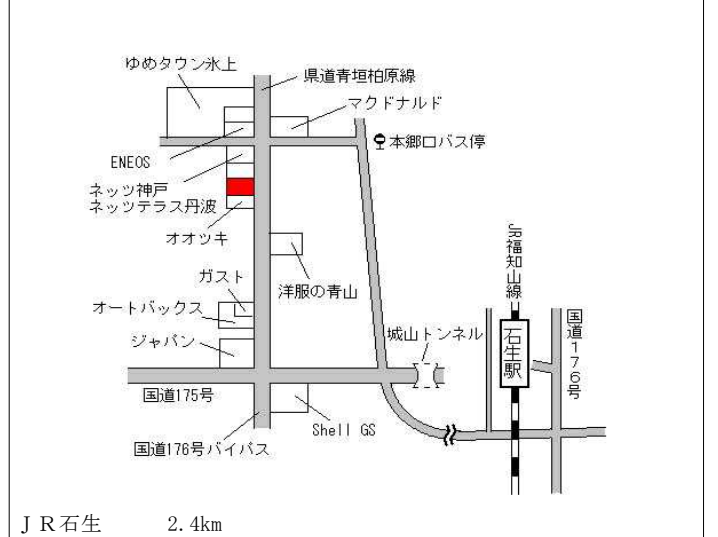 ゆめタウン氷上
県道青垣柏原線
マクドナルド
本郷口バス停
ENEOS
ネッツ神戸
ネッツテラス丹波
オオツキ
JR福知山線
ガスト
洋服の青山
オートバックス
城山トンネル
石生駅
国道176号
ジャパン
国道175号
Shell GS
国道176号バイパス
ＪＲ石生　　2.4km